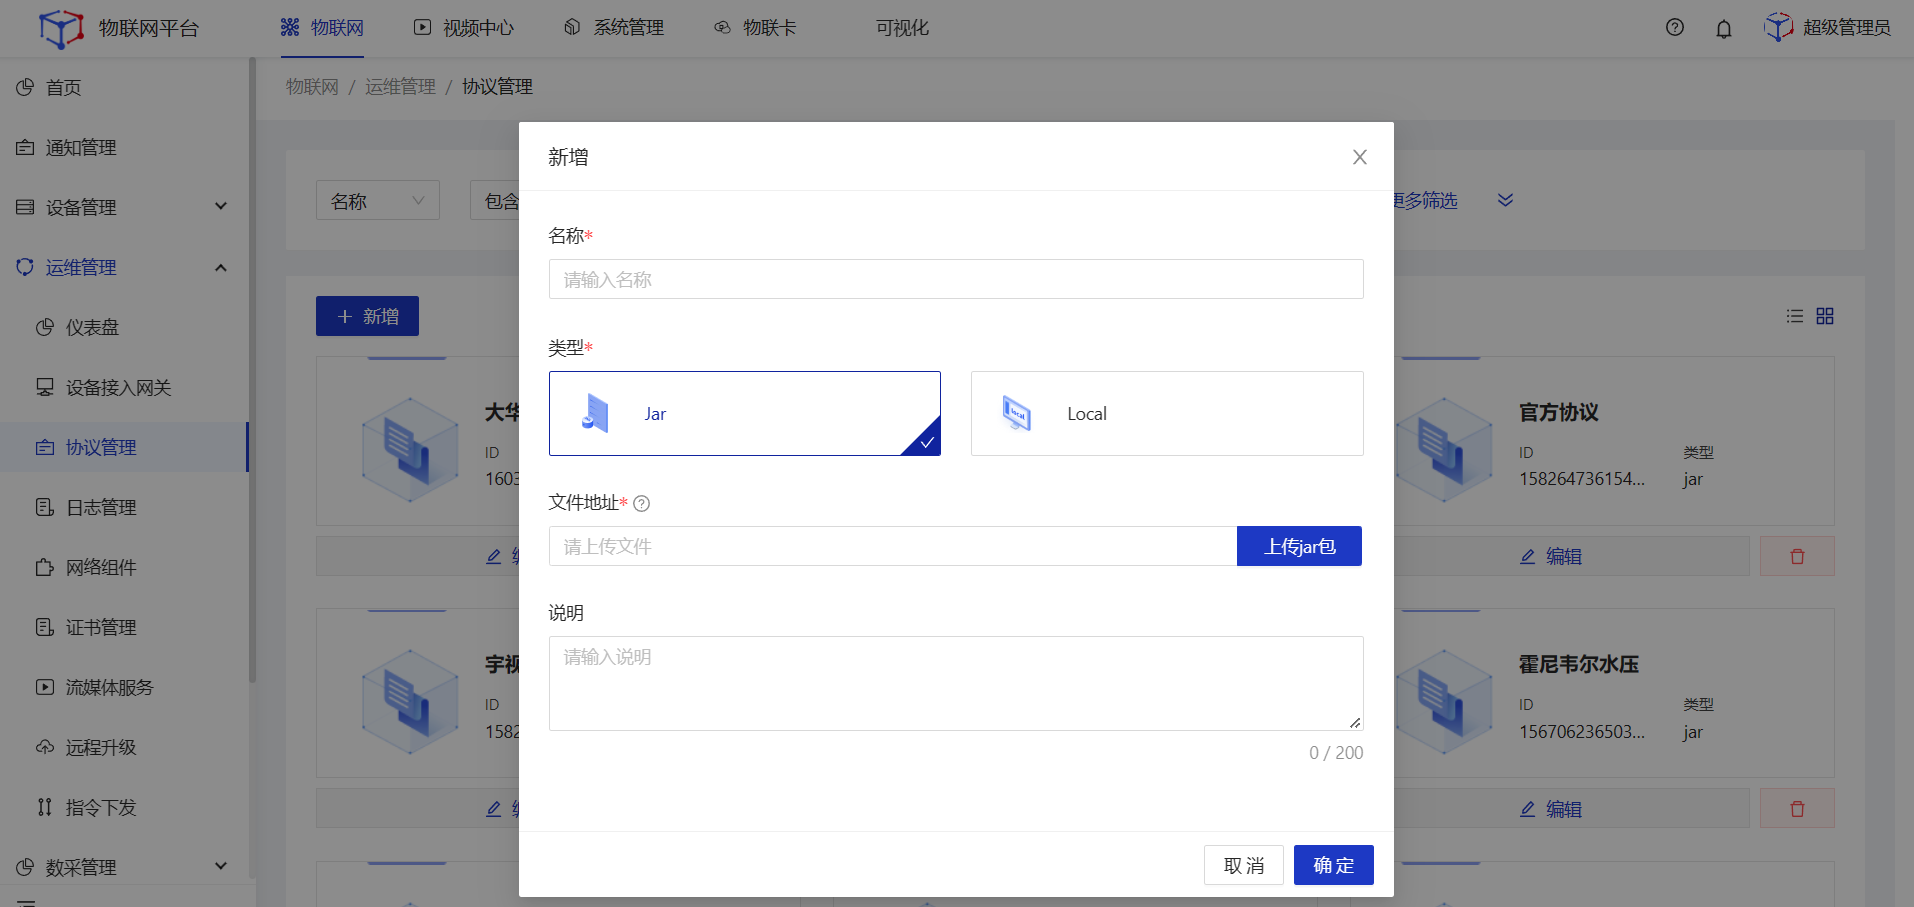 物联网平台
物联网
视频中心
系统管理
物联卡
可视化
超级管理员
首页
通知管理
设备管理
运维管理
仪表盘
设备接入网关
协议管理
日志管理
网络组件
证书管理
流媒体服务
远程升级
指令下发
数采管理
物联网 / 运维管理 / 协议管理
名称
包含
更多筛选
新增
大华
ID
1603
官方协议
ID
类型
158264736154...
jar
编辑
宇视
ID
1582
霍尼韦尔水压
ID
类型
156706236503...
jar
编辑
新增
名称*
请输入名称
类型*
Jar
local
Local
文件地址*
请上传文件
上传jar包
说明
请输入说明
0 / 200
取 消
确 定